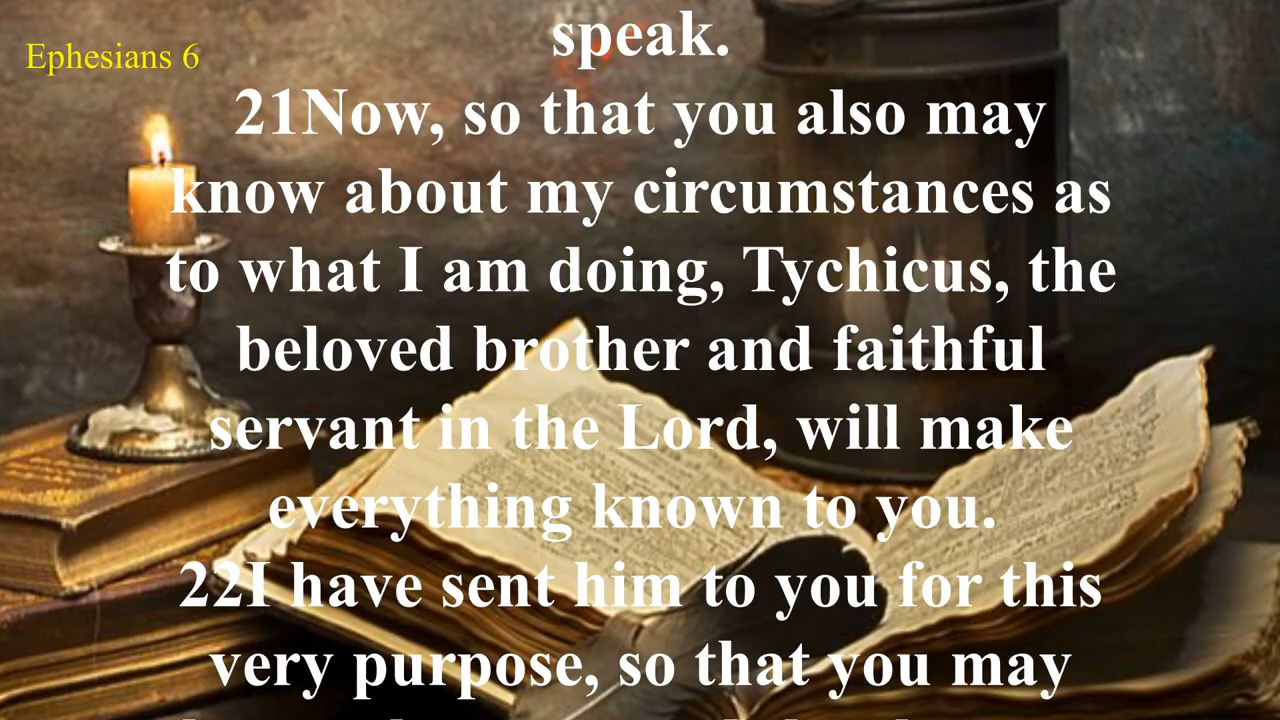 Ephesians 6
speak.
21Now, so that you also may
know about my circumstances as
to what I am doing, Tychicus, the
beloved brother and faithful
servant in the Lord, will make
everything known to you.
22I have sent him to you for this
very purpose, so that you may